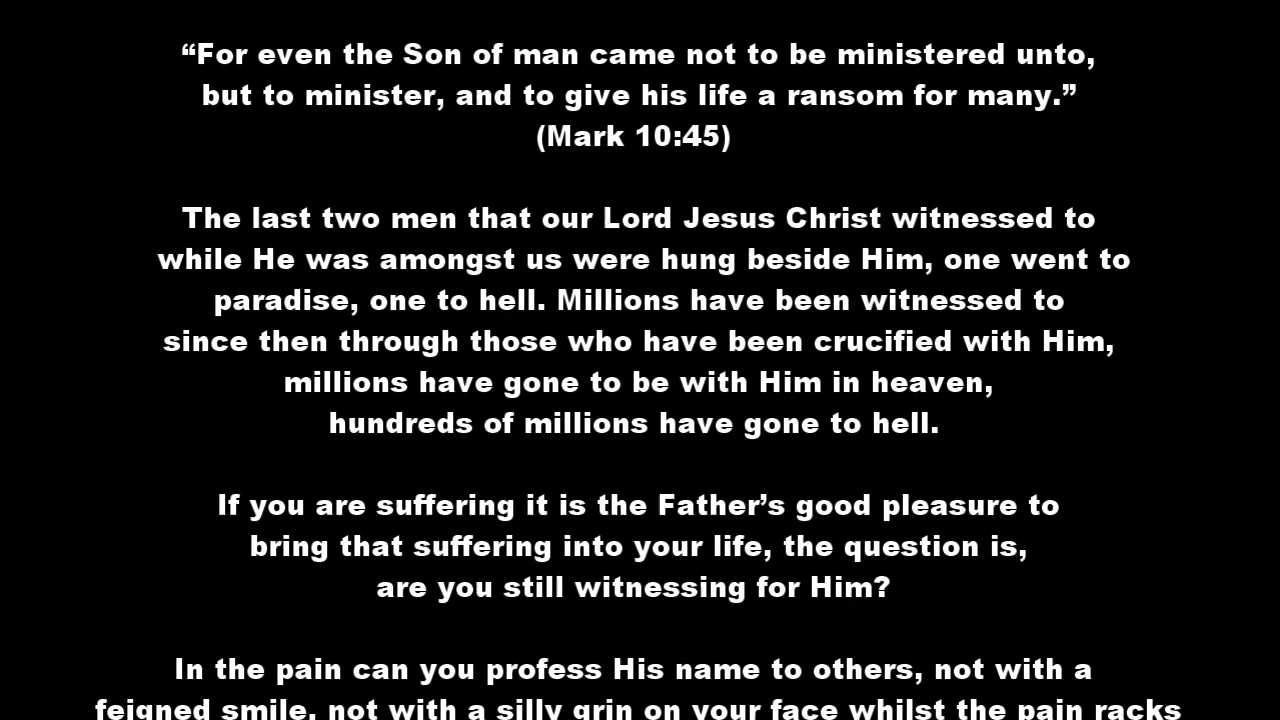 “For even the Son of man came not to be ministered unto,
but to minister, and to give his life a ransom for many.”
(Mark 10:45)
The last two men that our Lord Jesus Christ witnessed to
while He was amongst us were hung beside Him, one went to
paradise, one to hell. Millions have been witnessed to
since then through those who have been crucified with Him,
millions have gone to be with Him in heaven,
hundreds of millions have gone to hell.
If you are suffering it is the Father’s good pleasure to
bring that suffering into your life, the question is,
are you still witnessing for Him?
In the pain can you profess His name to others, not with a
feigned smile, not with a silly grin on your face whilst the pain racks